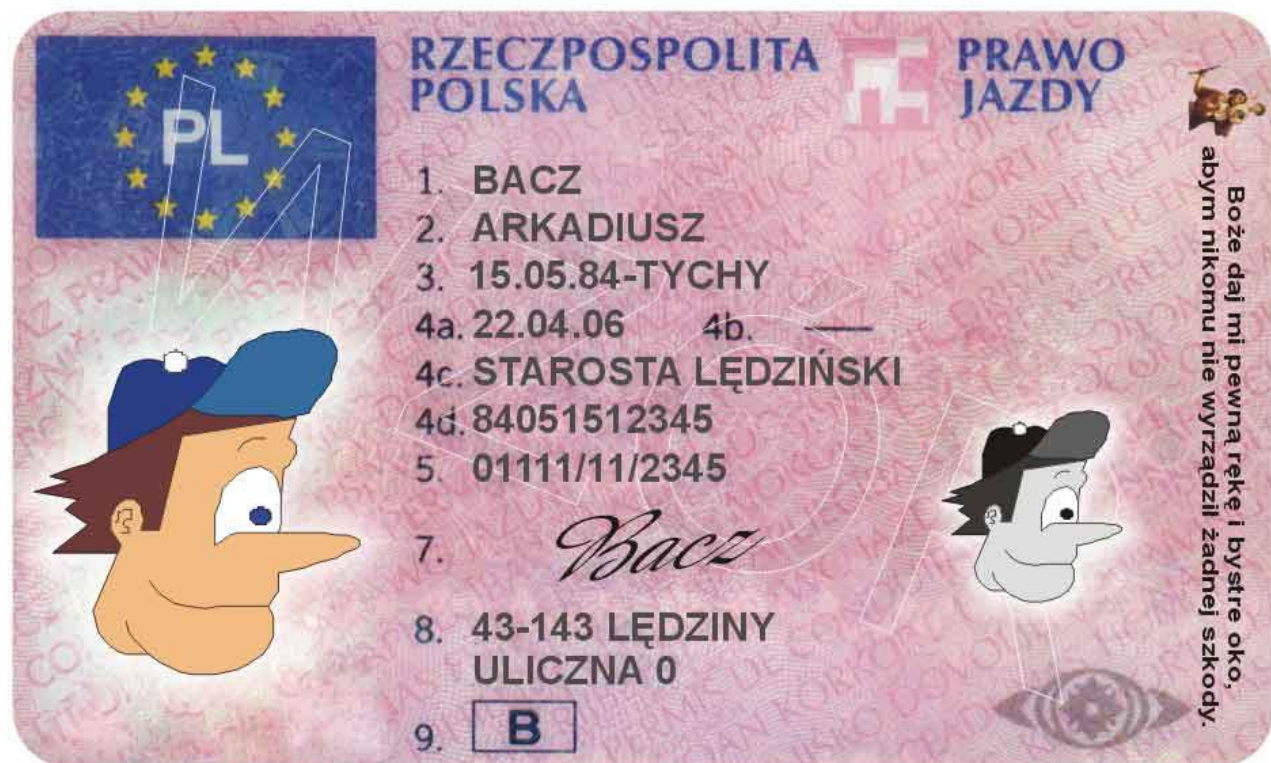 PL
RZECZPOSPOLITA
POLSKA
PRAWO
JAZDY
1. BACZ
2. ARKADIUSZ
3. 15.05.84-TYCHY
4a. 22.04.06 4b. —
4c. STAROSTA LĘDZIŃSKI
4d. 84051512345
5. 01111/11/2345
7. Bacz
8. 43-143 LĘDZINY
ULICZNA 0
9. B
Boże daj mi pewną rękę i bystre oko,
abym nikomu nie wyrządził żadnej szkody.